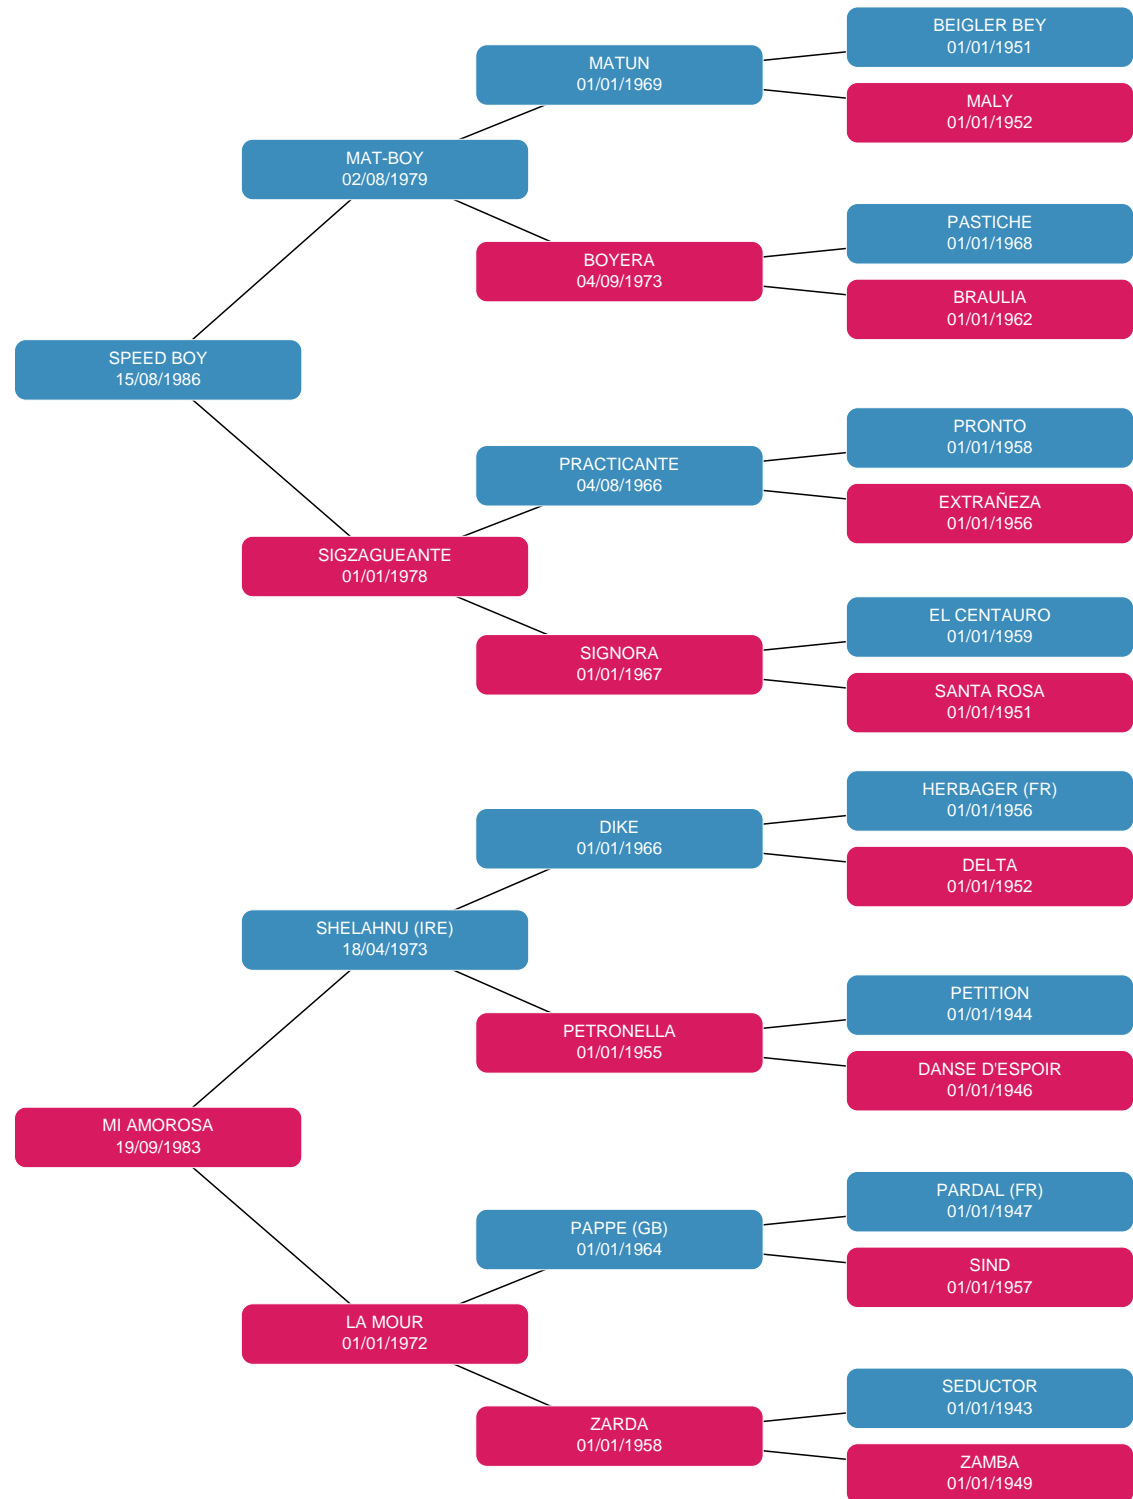 BEIGLER BEY
01/01/1951
MATUN
01/01/1969
MALY
01/01/1952
MAT-BOY
02/08/1979
PASTICHE
01/01/1968
BOYERA
04/09/1973
BRAULIA
01/01/1962
SPEED BOY
15/08/1986
PRONTO
01/01/1958
PRACTICANTE
04/08/1966
EXTRAÑEZA
01/01/1956
SIGZAGUEANTE
01/01/1978
EL CENTAURO
01/01/1959
SIGNORA
01/01/1967
SANTA ROSA
01/01/1951
HERBAGER (FR)
01/01/1956
DIKE
01/01/1966
DELTA
01/01/1952
SHELAHNU (IRE)
18/04/1973
PETITION
01/01/1944
PETRONELLA
01/01/1955
DANSE D'ESPOIR
01/01/1946
MI AMOROSA
19/09/1983
PARDAL (FR)
01/01/1947
PAPPE (GB)
01/01/1964
SIND
01/01/1957
LA MOUR
01/01/1972
SEDUCTOR
01/01/1943
ZARDA
01/01/1958
ZAMBA
01/01/1949